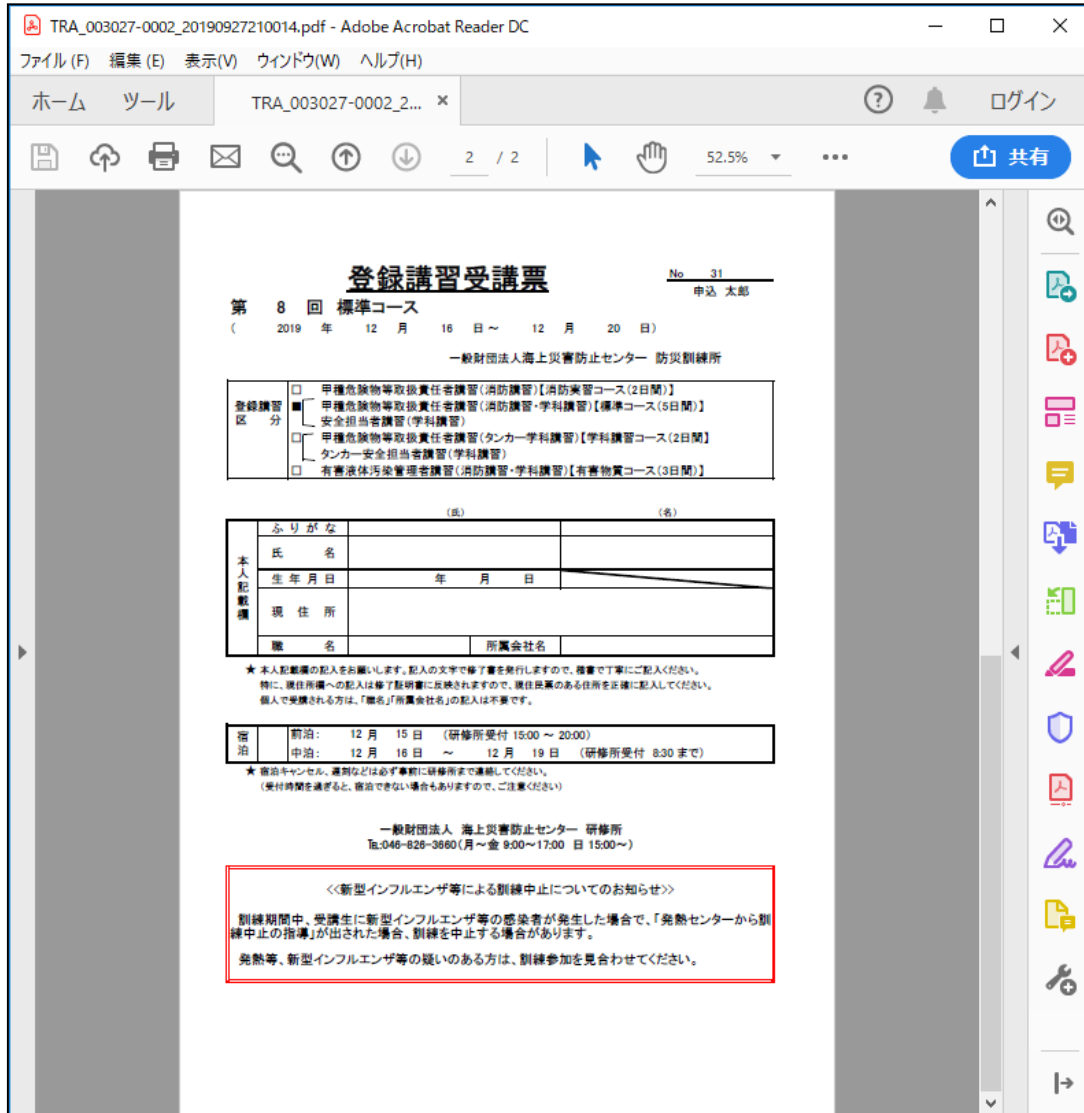 TRA_003027-0002_20190927210014.pdf - Adobe Acrobat Reader DC
ファイル(F) 編集(E) 表示(V) ウィンドウ(W) ヘルプ(H)
ホーム ツール TRA_003027-0002_2... × ログイン
2 / 2 52.5% 共有
登録講習受講票
No 31
申込 太郎
第 8 回 標準コース
( 2019 年 12 月 16 日 ~ 12 月 20 日)
一般財団法人海上災害防止センター 防災訓練所
登録講習区分
□ 甲種危険物等取扱責任者講習(消防講習)【消防実習コース(2日間)】
■ 甲種危険物等取扱責任者講習(消防講習・学科講習)【標準コース(5日間)】
安全担当者講習(学科講習)
□ 甲種危険物等取扱責任者講習(タンカー学科講習)【学科講習コース(2日間】
タンカー安全担当者講習(学科講習)
□ 有害液体汚染管理者講習(消防講習・学科講習)【有害物質コース(3日間)】
(氏) (名)
本人記載欄
ふりがな
氏 名
生年月日 年 月 日
現住所
職 名 所属会社名
★ 本人記載欄の記入をお願いします。記入の文字で修了書を発行しますので、楷書で丁寧にご記入ください。
特に、現住所欄への記入は修了証明書に反映されますので、現住民票のある住所を正確に記入してください。
個人で受講される方は、「職名」「所属会社名」の記入は不要です。
宿泊
前泊: 12 月 15 日 (研修所受付 15:00 ~ 20:00)
中泊: 12 月 16 日 ~ 12 月 19 日 (研修所受付 8:30 まで)
★ 宿泊キャンセル、遅刻などは必ず事前に研修所まで連絡してください。
(受付時間を過ぎると、宿泊できない場合もありますので、ご注意ください)
一般財団法人 海上災害防止センター 研修所
℡:046-826-3660(月~金 9:00~17:00 日 15:00~)
<<新型インフルエンザ等による訓練中止についてのお知らせ>>
訓練期間中、受講生に新型インフルエンザ等の感染者が発生した場合で、「発熱センターから訓
練中止の指導」が出された場合、訓練を中止する場合があります。
発熱等、新型インフルエンザ等の疑いのある方は、訓練参加を見合わせてください。